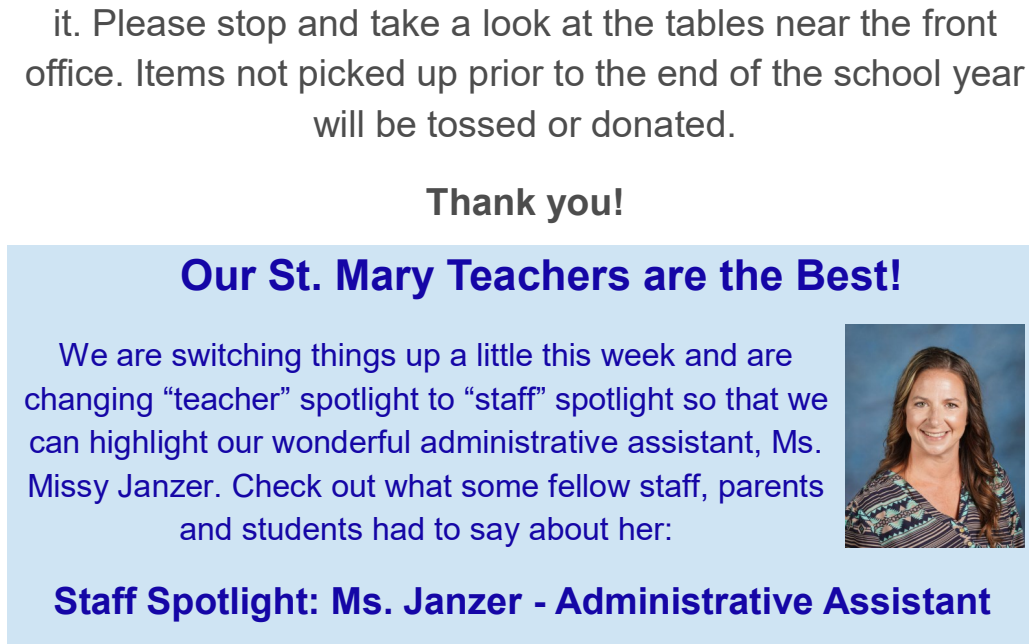 it. Please stop and take a look at the tables near the front
office. Items not picked up prior to the end of the school year
will be tossed or donated.
Thank you!
Our St. Mary Teachers are the Best!
We are switching things up a little this week and are
changing “teacher” spotlight to “staff” spotlight so that we
can highlight our wonderful administrative assistant, Ms.
Missy Janzer. Check out what some fellow staff, parents
and students had to say about her:
Staff Spotlight: Ms. Janzer - Administrative Assistant